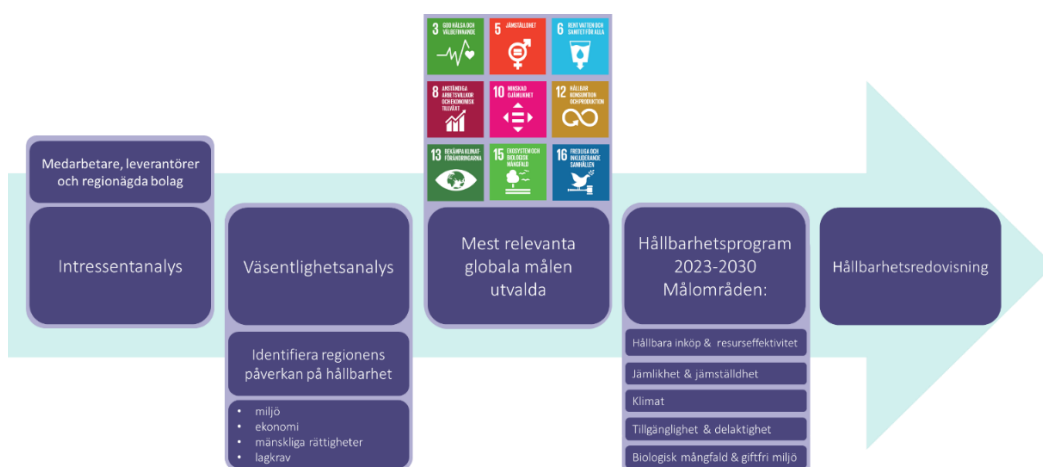 3 GOD HÄLSA OCH
VÄLBEFINNANDE
5 JÄMSTÄLLDHET
6 RENT VATTEN OCH
SANITET FÖR ALLA
8 ANSTÄNDIGA
ARBETSVILLKOR
OCH EKONOMISK
TILLVÄXT
10 MINSKAD
OJÄMLIKHET
12 HÅLLBAR
KONSUMTION
OCH PRODUKTION
13 BEKÄMPA KLIMAT-
FÖRÄNDRINGARNA
15 EKOSYSTEM OCH
BIOLOGISK
MÅNGFALD
16 FREDLIGA OCH
INKLUDERANDE
SAMHÄLLEN
Medarbetare, leverantörer
och regionägda bolag
Intressentanalys
Väsentlighetsanalys
Identifiera regionens
påverkan på hållbarhet
• miljö
• ekonomi
• mänskliga rättigheter
• lagkrav
Mest relevanta
globala målen
utvalda
Hållbarhetsprogram
2023-2030
Målområden:
Hållbara inköp & resurseffektivitet
Jämlikhet & jämställdhet
Klimat
Tillgänglighet & delaktighet
Biologisk mångfald & giftfri miljö
Hållbarhetsredovisning